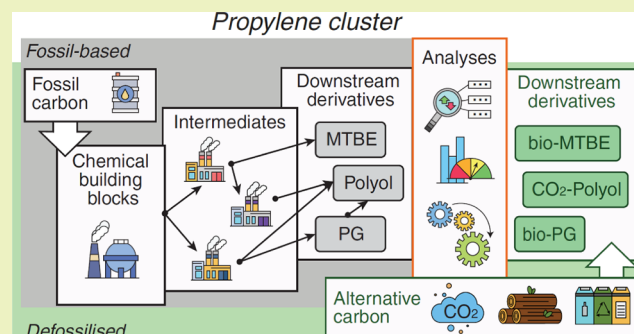 Propylene cluster
Fossil-based
Fossil
carbon
Chemical
building
blocks
Intermediates
Downstream
derivatives
MTBE
Polyol
PG
Analyses
Downstream
derivatives
bio-MTBE
CO₂-Polyol
bio-PG
Alternative
carbon
CO₂
Defossilised